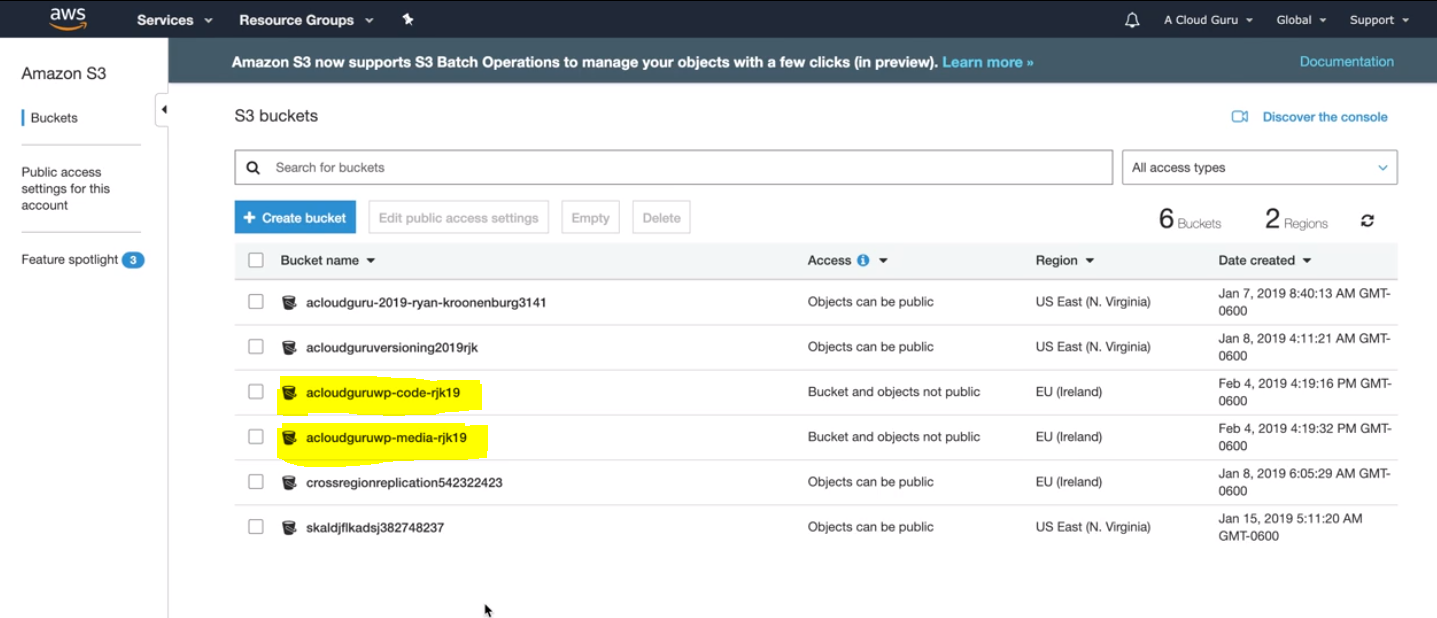 aws Services Resource Groups A Cloud Guru Global Support
Amazon S3 now supports S3 Batch Operations to manage your objects with a few clicks (in preview). Learn more » Documentation
Amazon S3
Buckets
Public access
settings for this
account
Feature spotlight 3
S3 buckets Discover the console
Search for buckets All access types
+ Create bucket Edit public access settings Empty Delete 6 Buckets 2 Regions
Bucket name Access Region Date created
acloudguru-2019-ryan-kroonenburg3141 Objects can be public US East (N. Virginia) Jan 7, 2019 8:40:13 AM GMT-
0600
acloudguruversioning2019rjk Objects can be public US East (N. Virginia) Jan 8, 2019 4:11:21 AM GMT-
0600
acloudguruwp-code-rjk19 Bucket and objects not public EU (Ireland) Feb 4, 2019 4:19:16 PM GMT-
0600
acloudguruwp-media-rjk19 Bucket and objects not public EU (Ireland) Feb 4, 2019 4:19:32 PM GMT-
0600
crossregionreplication542322423 Objects can be public EU (Ireland) Jan 8, 2019 6:05:29 AM GMT-
0600
skaldjflkadsj382748237 Objects can be public US East (N. Virginia) Jan 15, 2019 5:11:20 AM
GMT-0600